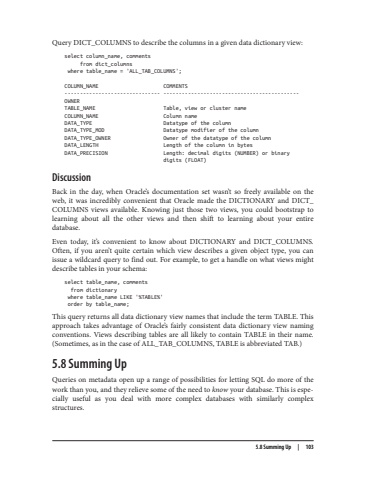 Query DICT_COLUMNS to describe the columns in a given data dictionary view:
select column_name, comments
from dict_columns
where table_name = 'ALL_TAB_COLUMNS';
COLUMN_NAME COMMENTS
------------------------------- --------------------------------------------
OWNER
TABLE_NAME Table, view or cluster name
COLUMN_NAME Column name
DATA_TYPE Datatype of the column
DATA_TYPE_MOD Datatype modifier of the column
DATA_TYPE_OWNER Owner of the datatype of the column
DATA_LENGTH Length of the column in bytes
DATA_PRECISION Length: decimal digits (NUMBER) or binary
digits (FLOAT)
Discussion
Back in the day, when Oracle's documentation set wasn't so freely available on the
web, it was incredibly convenient that Oracle made the DICTIONARY and DICT_
COLUMNS views available. Knowing just those two views, you could bootstrap to
learning about all the other views and then shift to learning about your entire
database.
Even today, it's convenient to know about DICTIONARY and DICT_COLUMNS.
Often, if you aren't quite certain which view describes a given object type, you can
issue a wildcard query to find out. For example, to get a handle on what views might
describe tables in your schema:
select table_name, comments
from dictionary
where table_name LIKE '%TABLE%'
order by table_name;
This query returns all data dictionary view names that include the term TABLE. This
approach takes advantage of Oracle's fairly consistent data dictionary view naming
conventions. Views describing tables are all likely to contain TABLE in their name.
(Sometimes, as in the case of ALL_TAB_COLUMNS, TABLE is abbreviated TAB.)
5.8 Summing Up
Queries on metadata open up a range of possibilities for letting SQL do more of the
work than you, and they relieve some of the need to know your database. This is espe-
cially useful as you deal with more complex databases with similarly complex
structures.
5.8 Summing Up | 103